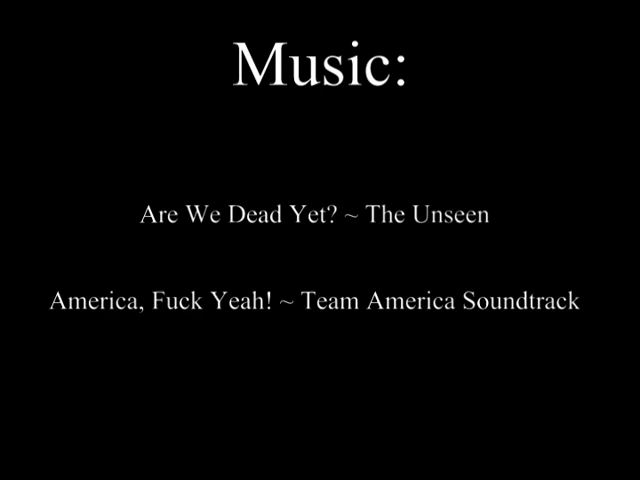 Music:
Are We Dead Yet? ~ The Unseen
America, Fuck Yeah! ~ Team America Soundtrack